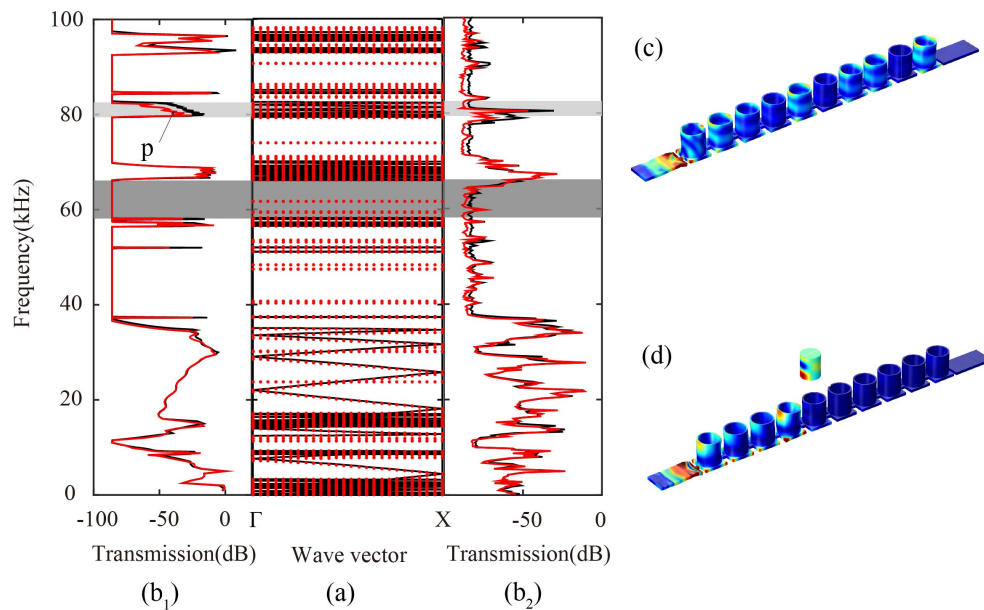 100
80
60
40
20
0
Frequency(kHz)
p
-100
-50
0
Γ
X
-50
0
Transmission(dB)
Wave vector
Transmission(dB)
(b1)
(a)
(b2)
(c)
(d)